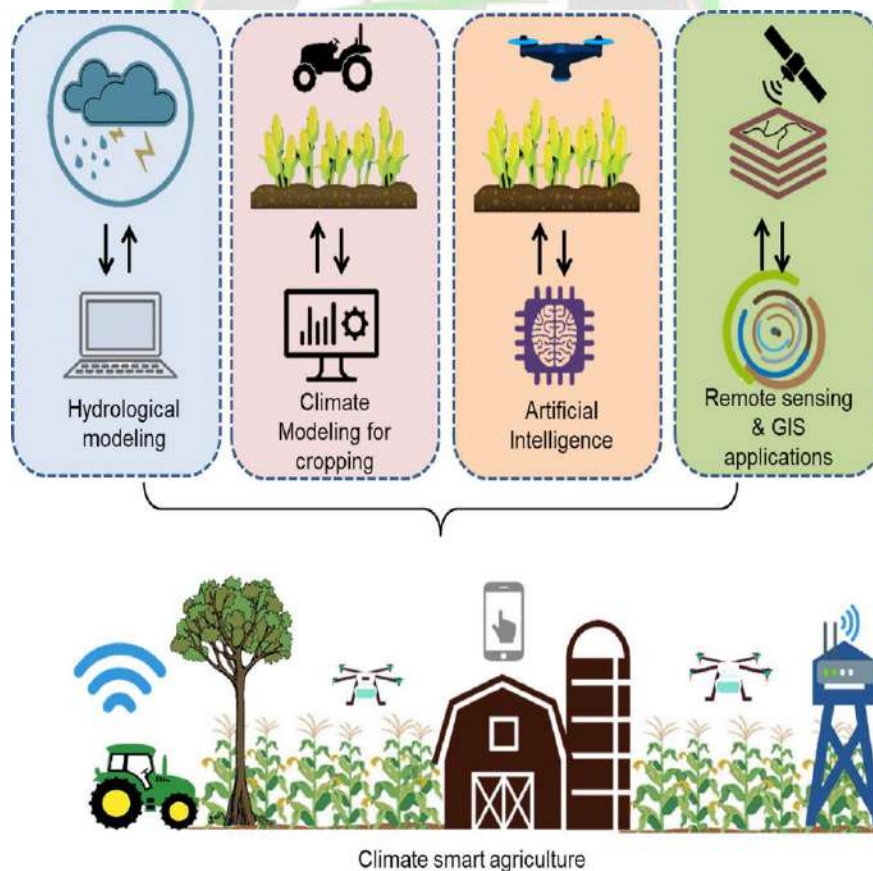 Hydrological
modeling
Climate
Modeling for
cropping
Artificial
Intelligence
Remote sensing
& GIS
applications
Climate smart agriculture